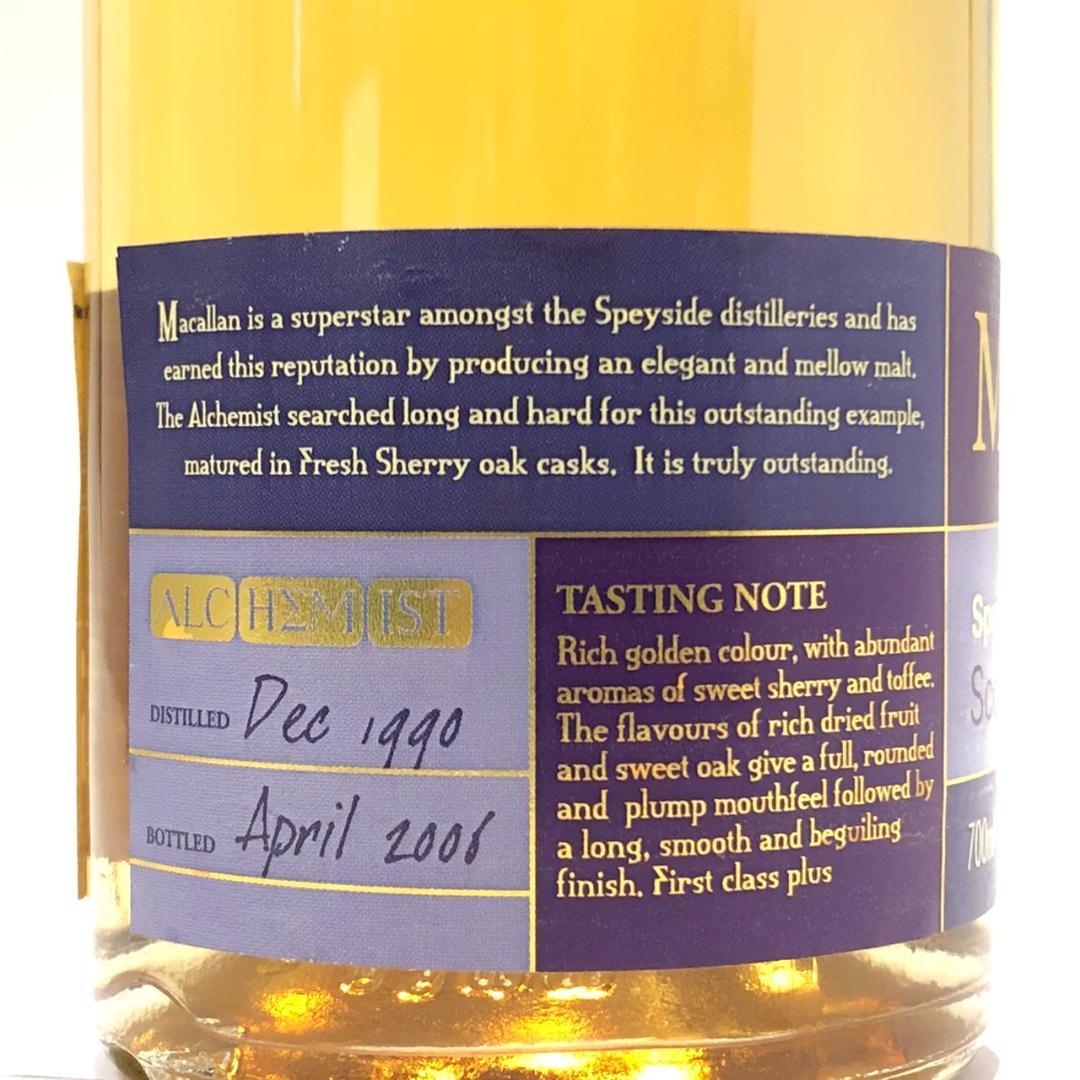 Macallan is a superstar amongst the Speyside distilleries and has
earned this reputation by producing an elegant and mellow malt.
The Alchemist searched long and hard for this outstanding example,
matured in Fresh Sherry oak casks. It is truly outstanding.
ALCHΣMIST
DISTILLED Dec 1990
BOTTLED April 2006
TASTING NOTE
Rich golden colour, with abundant
aromas of sweet sherry and toffee.
The flavours of rich dried fruit
and sweet oak give a full, rounded
and plump mouthfeel followed by
a long, smooth and beguiling
finish. First class plus